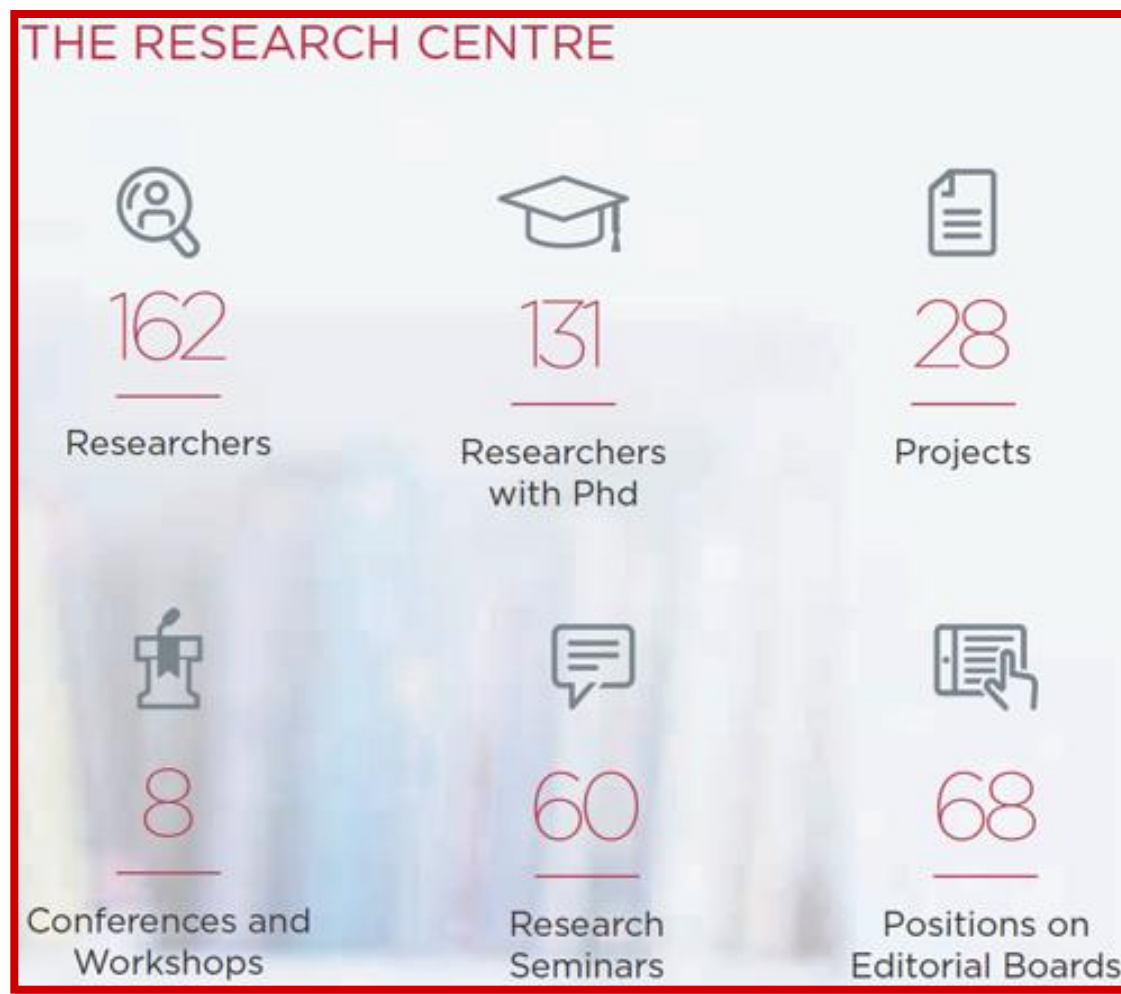 THE RESEARCH CENTRE
162
Researchers
131
Researchers
with Phd
28
Projects
8
Conferences and
Workshops
60
Research
Seminars
68
Positions on
Editorial Boards